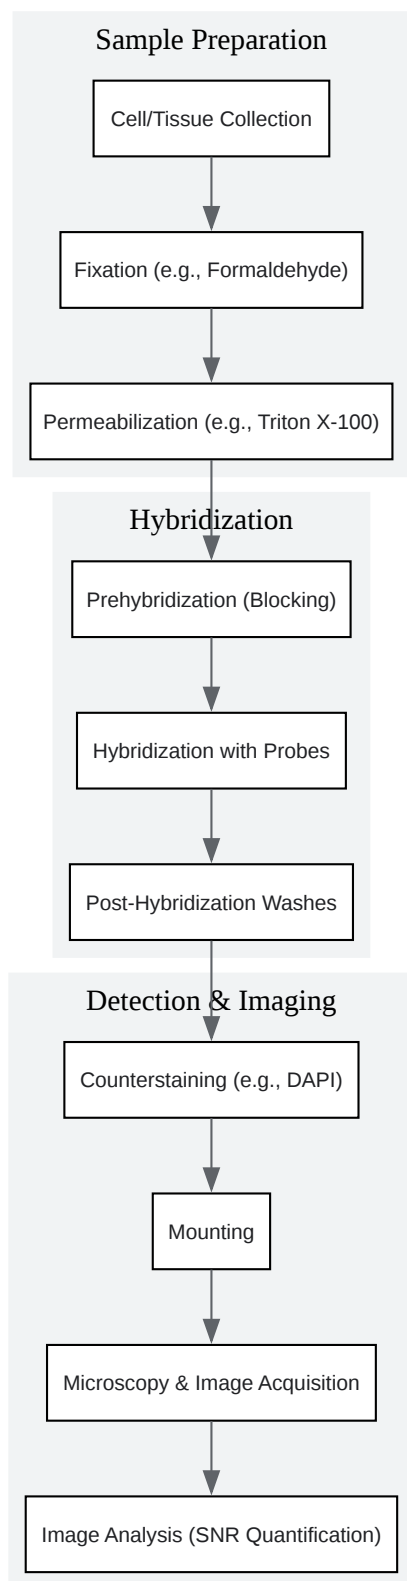 Sample Preparation
Cell/Tissue Collection
Fixation (e.g., Formaldehyde)
Permeabilization (e.g., Triton X-100)
Hybridization
Prehybridization (Blocking)
Hybridization with Probes
Post-Hybridization Washes
Detection & Imaging
Counterstaining (e.g., DAPI)
Mounting
Microscopy & Image Acquisition
Image Analysis (SNR Quantification)